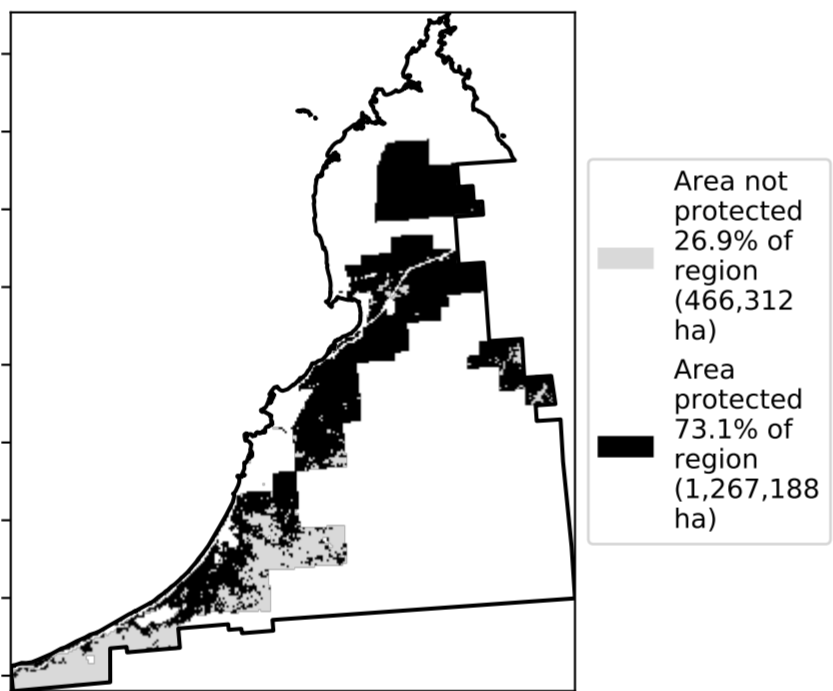 Area not
protected
26.9% of
region
(466,312
ha)
Area
protected
73.1% of
region
(1,267,188
ha)